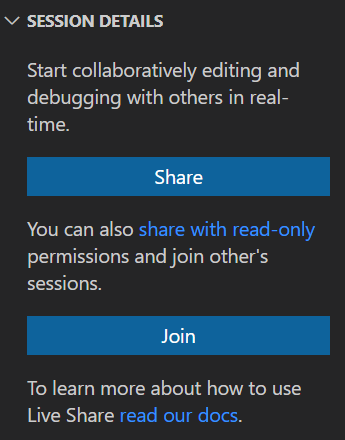 SESSION DETAILS
Start collaboratively editing and
debugging with others in real-
time.
Share
You can also share with read-only
permissions and join other's
sessions.
Join
To learn more about how to use
Live Share read our docs.